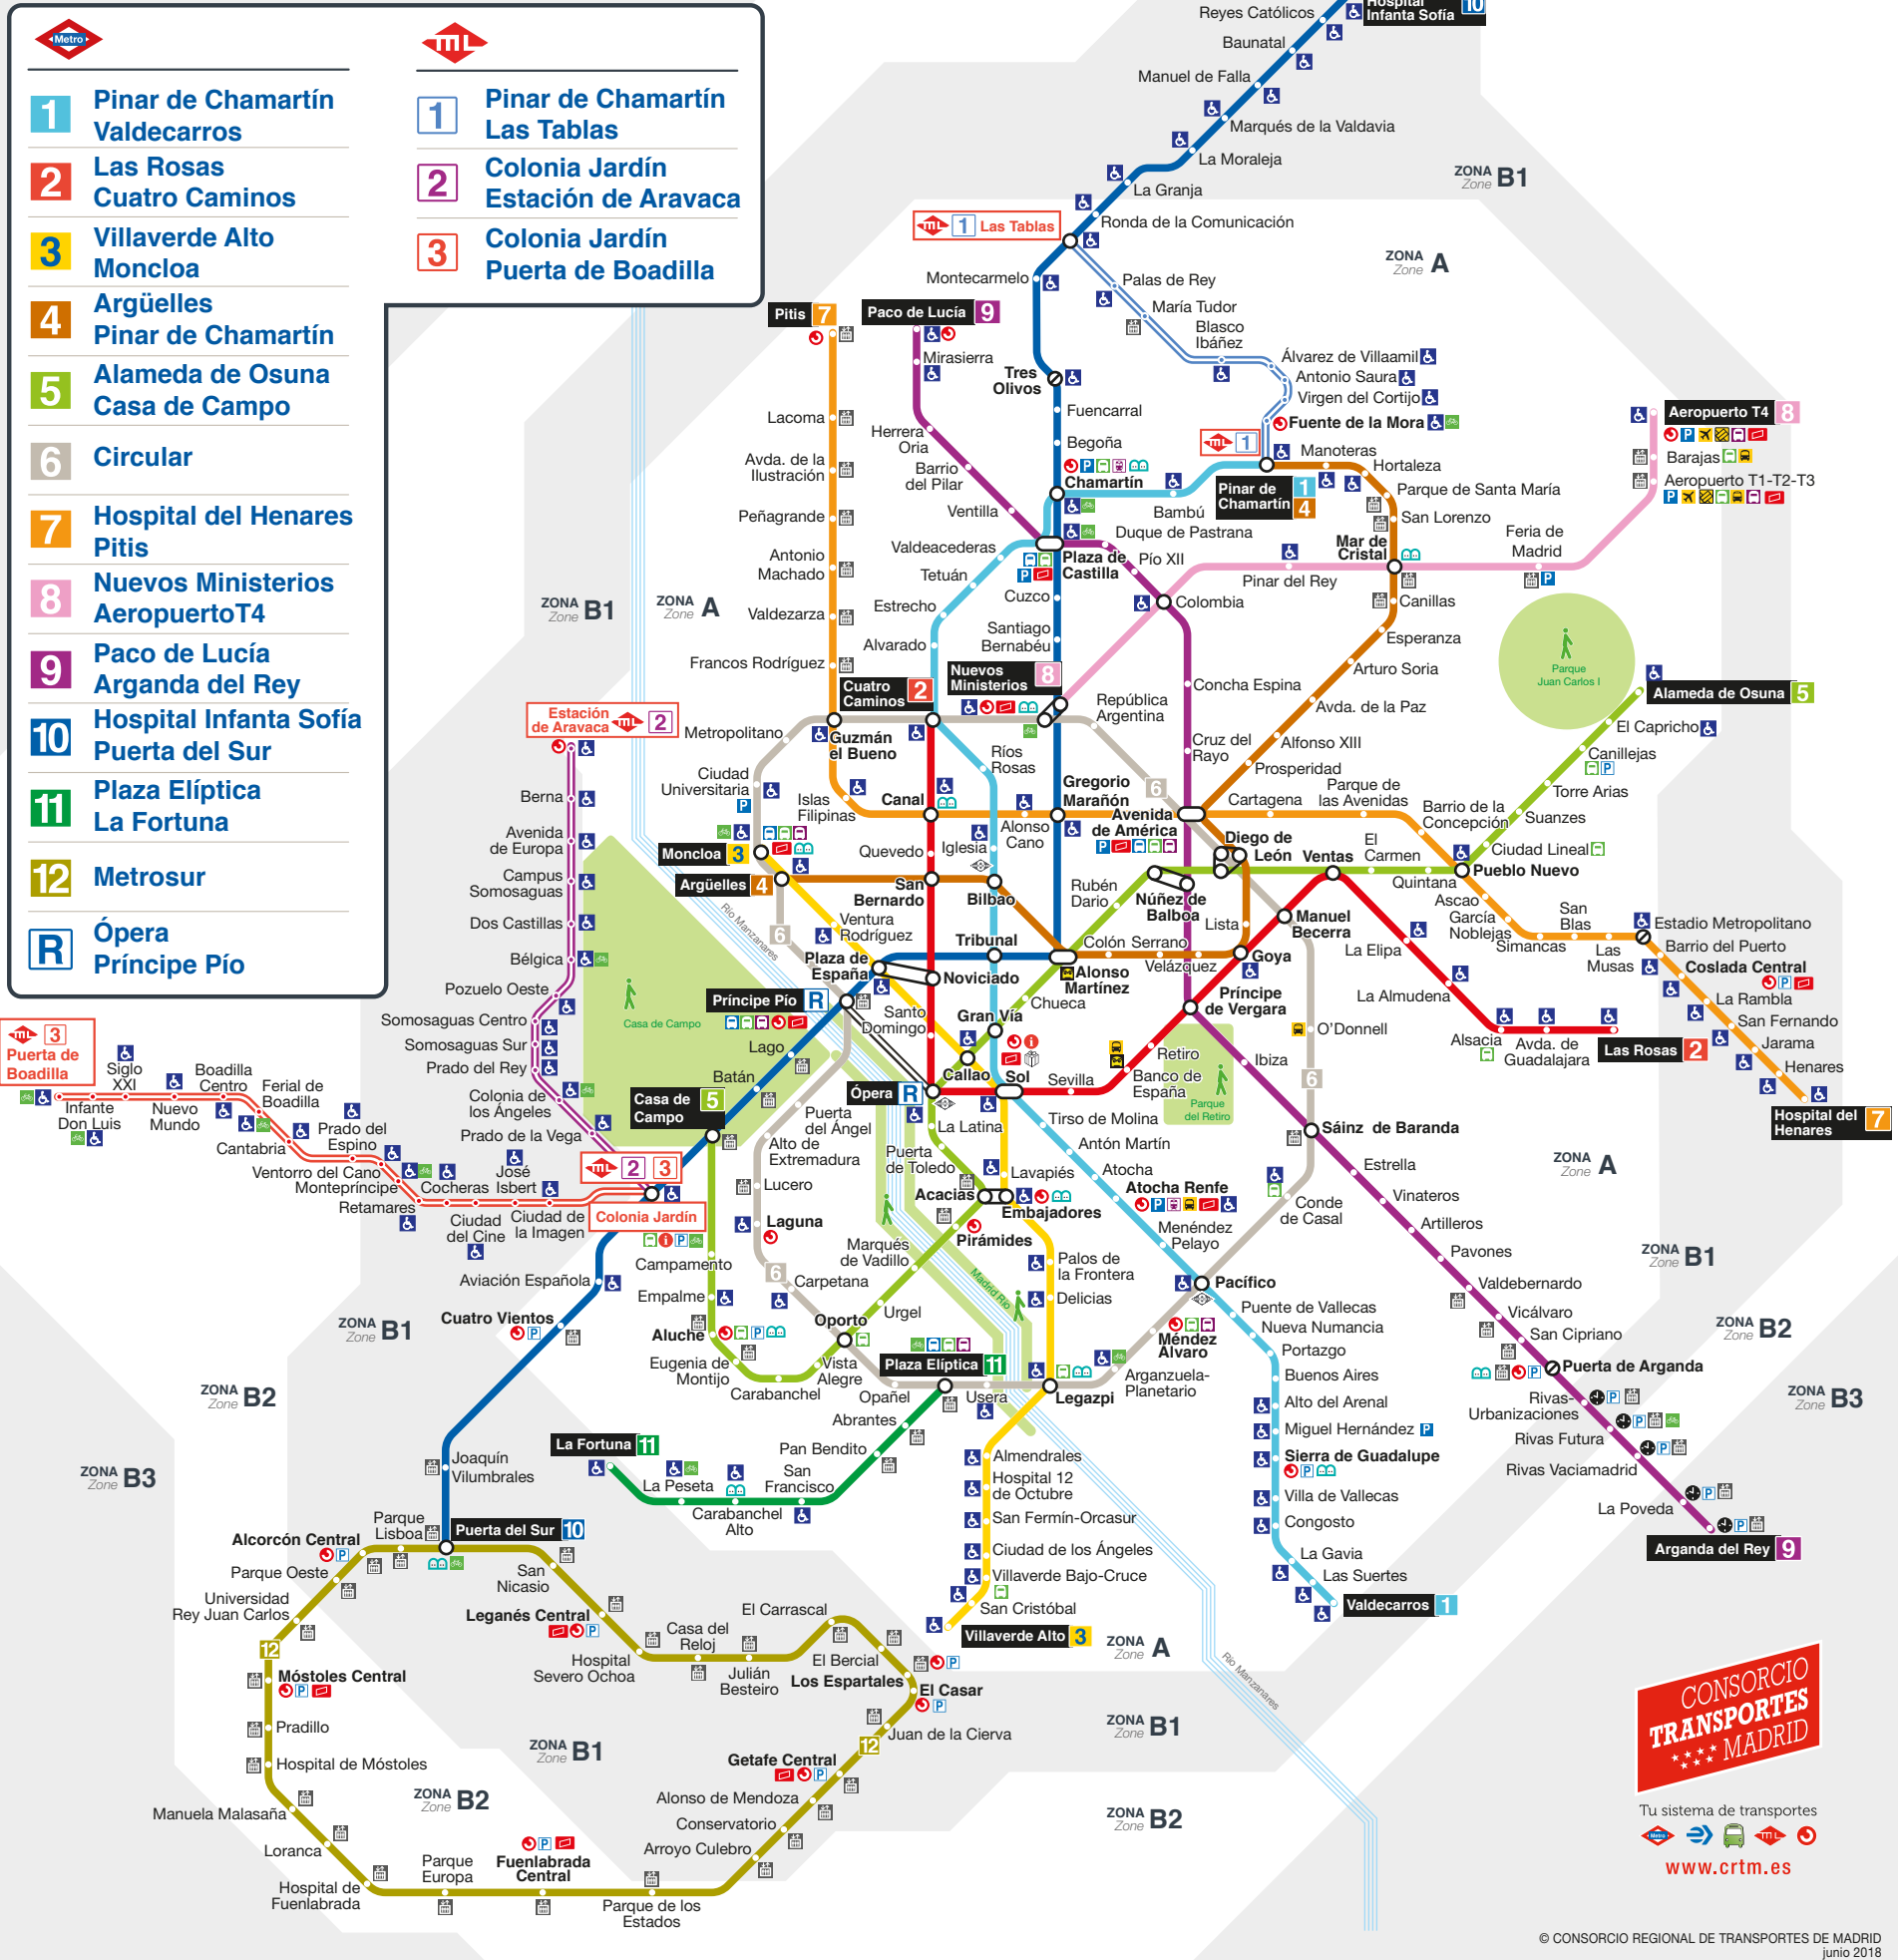 Metro
1
Pinar de Chamartín
Valdecarros
2
Las Rosas
Cuatro Caminos
3
Villaverde Alto
Moncloa
4
Argüelles
Pinar de Chamartín
5
Alameda de Osuna
Casa de Campo
6
Circular
7
Hospital del Henares
Pitis
8
Nuevos Ministerios
AeropuertoT4
9
Paco de Lucía
Arganda del Rey
10
Hospital Infanta Sofía
Puerta del Sur
11
Plaza Elíptica
La Fortuna
12
Metrosur
R
Ópera
Príncipe Pío
mL
1
Pinar de Chamartín
Las Tablas
2
Colonia Jardín
Estación de Aravaca
3
Colonia Jardín
Puerta de Boadilla
Hospital
Infanta Sofía 10
Reyes Católicos
Baunatal
Manuel de Falla
Marqués de la Valdavia
La Moraleja
La Granja
Ronda de la Comunicación
mL 1 Las Tablas
Montecarmelo
Tres
Olivos
Fuencarral
Begoña
Chamartín
Palas de Rey
María Tudor
Blasco
Ibáñez
Álvarez de Villaamil
Antonio Saura
Virgen del Cortijo
Fuente de la Mora
mL 1
Pinar de
Chamartín 1
4
Bambú
Manoteras
Hortaleza
Parque de Santa María
San Lorenzo
Mar de
Cristal
Canillas
Esperanza
Arturo Soria
Avda. de la Paz
Alfonso XIII
Prosperidad
ZONA
Zone B1
ZONA
Zone A
Pitis 7
Lacoma
Avda. de la
Ilustración
Peñagrande
Antonio
Machado
Valdezarza
Francos Rodríguez
Guzmán
el Bueno
Islas
Filipinas
Canal
Alonso
Cano
Gregorio
Marañón
Avenida
de América
Cartagena
Parque de
las Avenidas
Barrio de la
Concepción
Pueblo Nuevo
Ascao
García
Noblejas
Simancas
San
Blas
Las
Musas
Estadio Metropolitano
Barrio del Puerto
Coslada Central
La Rambla
San Fernando
Jarama
Henares
Hospital del
Henares 7
Paco de Lucía 9
Mirasierra
Herrera
Oria
Barrio
del Pilar
Ventilla
Plaza de
Castilla
Duque de Pastrana
Pío XII
Colombia
Concha Espina
Cruz del
Rayo
Núñez de
Balboa
Príncipe
de Vergara
Ibiza
Sáinz de Baranda
Estrella
Vinateros
Artilleros
Pavones
Valdebernardo
Vicálvaro
San Cipriano
Puerta de Arganda
Rivas-
Urbanizaciones
Rivas Futura
Rivas Vaciamadrid
La Poveda
Arganda del Rey 9
Aeropuerto T4 8
Barajas
Aeropuerto T1-T2-T3
Feria de
Madrid
Pinar del Rey
Nuevos
Ministerios 8
Parque
Juan Carlos I
Alameda de Osuna 5
El Capricho
Canillejas
Torre Arias
Suanzes
Ciudad Lineal
Quintana
El
Carmen
Ventas
Diego de
León
Rubén
Dario
Alonso
Martínez
Chueca
Gran Vía
Callao
Ópera R
La Latina
Puerta
de Toledo
Acacias
Pirámides
Marqués
de Vadillo
Urgel
Oporto
Vista
Alegre
Carabanchel
Eugenia de
Montijo
Aluche
Empalme
Campamento
Casa de
Campo 5
Valdeacederas
Tetuán
Estrecho
Alvarado
Cuatro
Caminos 2
Ríos
Rosas
Iglesia
Bilbao
Tribunal
Sol
Tirso de Molina
Antón Martín
Atocha
Atocha Renfe
Menéndez
Pelayo
Pacífico
Puente de Vallecas
Nueva Numancia
Portazgo
Buenos Aires
Alto del Arenal
Miguel Hernández
Sierra de Guadalupe
Villa de Vallecas
Congosto
La Gavia
Las Suertes
Valdecarros 1
Cuzco
Santiago
Bernabéu
República
Argentina
6
Metropolitano
Ciudad
Universitaria
Moncloa 3
Argüelles 4
6
Ventura
Rodríguez
Plaza de
España
Noviciado
Santo
Domingo
Quevedo
San
Bernardo
Colón
Serrano
Velázquez
Goya
Lista
Manuel
Becerra
La Elipa
La Almudena
Alsacia
Avda. de
Guadalajara
Las Rosas 2
O'Donnell
6
Conde
de Casal
Retiro
Banco de
España
Sevilla
Parque
del Retiro
Méndez
Álvaro
Arganzuela-
Planetario
Legazpi
Usera
Plaza Elíptica 11
Opañel
Carpetana
6
Laguna
Lucero
Alto de
Extremadura
Puerta
del Ángel
Príncipe Pío R
Lago
Batán
Casa de Campo
Río Manzanares
Madrid Río
Lavapiés
Embajadores
Palos de
la Frontera
Delicias
Almendrales
Hospital 12
de Octubre
San Fermín-Orcasur
Ciudad de los Ángeles
Villaverde Bajo-Cruce
San Cristóbal
Villaverde Alto 3
Abrantes
Pan Bendito
San
Francisco
Carabanchel
Alto
La Peseta
La Fortuna 11
Estación
de Aravaca mL 2
Berna
Avenida
de Europa
Campus
Somosaguas
Dos Castillas
Bélgica
Pozuelo Oeste
Somosaguas Centro
Somosaguas Sur
Prado del Rey
Colonia de
los Ángeles
Prado de la Vega
mL 2 3
Colonia Jardín
mL 3
Puerta de
Boadilla
Infante
Don Luis
Siglo
XXI
Nuevo
Mundo
Boadilla
Centro
Ferial de
Boadilla
Cantabria
Prado del
Espino
Ventorro del Cano
Montepríncipe
Retamares
Cocheras
Ciudad
del Cine
José
Isbert
Ciudad de
la Imagen
Aviación Española
Cuatro Vientos
Joaquín
Vilumbrales
Puerta del Sur 10
Parque
Lisboa
Alcorcón Central
Parque Oeste
Universidad
Rey Juan Carlos
12
Móstoles Central
Pradillo
Hospital de Móstoles
Manuela Malasaña
Loranca
Hospital de
Fuenlabrada
Parque
Europa
Fuenlabrada
Central
Parque de los
Estados
Arroyo Culebro
Conservatorio
Alonso de Mendoza
Getafe Central
12
Juan de la Cierva
El Casar
Los Espartales
El Bercial
El Carrascal
Julián
Besteiro
Casa del
Reloj
Hospital
Severo Ochoa
Leganés Central
San
Nicasio
ZONA
Zone B1
ZONA
Zone A
ZONA
Zone B1
ZONA
Zone B2
ZONA
Zone B3
ZONA
Zone B1
ZONA
Zone B2
ZONA
Zone A
ZONA
Zone B1
ZONA
Zone B2
ZONA
Zone A
ZONA
Zone B1
ZONA
Zone B2
ZONA
Zone B3
Río Manzanares
CONSORCIO
TRANSPORTES
MADRID
Tu sistema de transportes
Metro
mL
www.crtm.es
© CONSORCIO REGIONAL DE TRANSPORTES DE MADRID
junio 2018